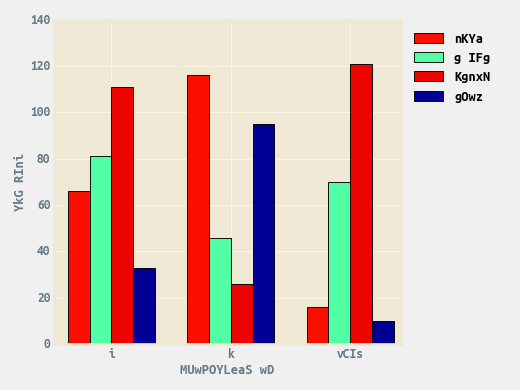 140
120
100
80
60
40
20
0
YkG RIni
i k vCIs
MUwPOYLeaS wD
nKYa
g IFg
KgnxN
gOwz